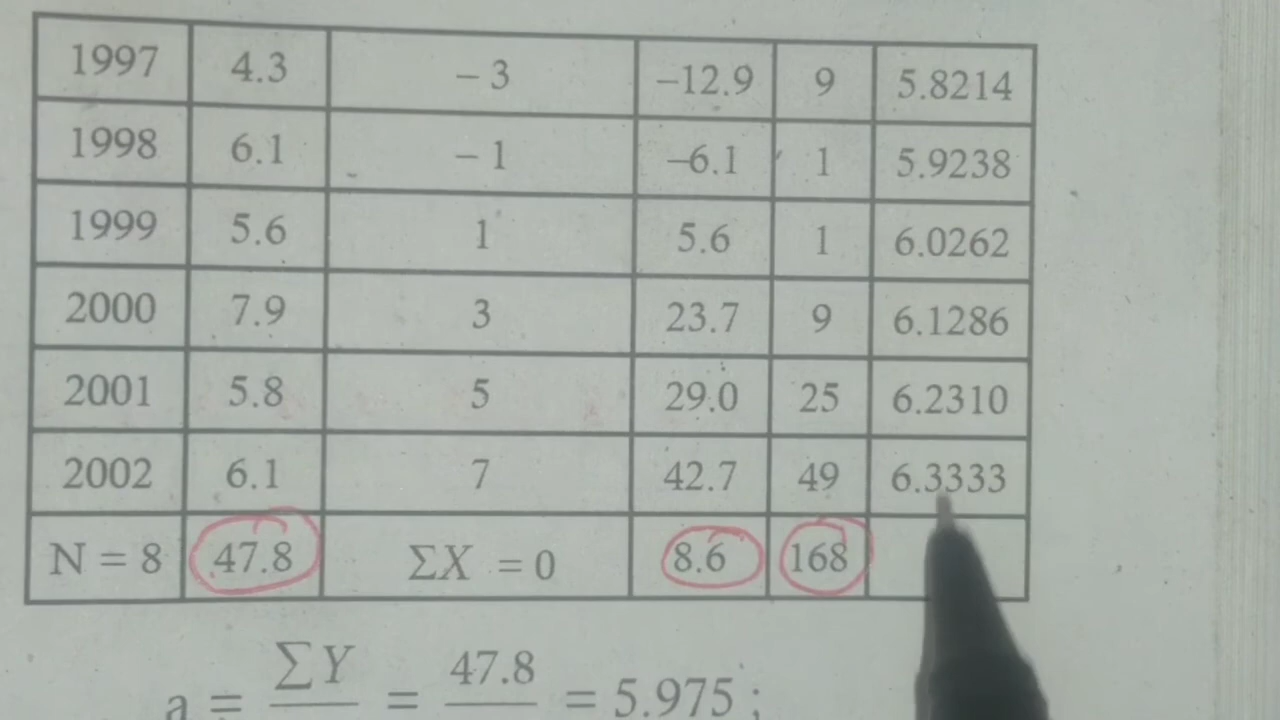 1997 4.3 – 3 –12.9 9 5.8214
1998 6.1 – 1 –6.1 1 5.9238
1999 5.6 1 5.6 1 6.0262
2000 7.9 3 23.7 9 6.1286
2001 5.8 5 29.0 25 6.2310
2002 6.1 7 42.7 49 6.3333
N = 8 47.8 ΣX = 0 8.6 168
a = ΣY = 47.8 = 5.975 ;